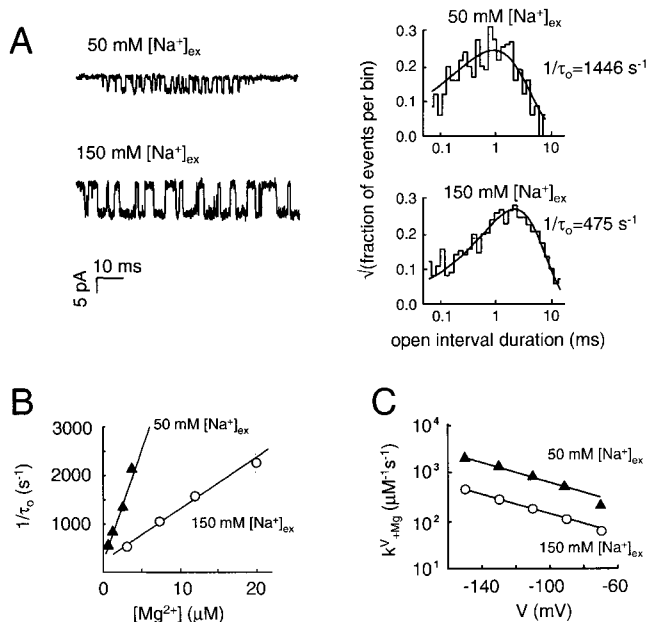 A
50 mM [Na⁺]ex
150 mM [Na⁺]ex
5 pA
10 ms
50 mM [Na⁺]ex
1/τo=1446 s⁻¹
0.3
0.2
0.1
0.0
0.1 1 10
150 mM [Na⁺]ex
1/τo=475 s⁻¹
0.3
0.2
0.1
0.0
0.1 1 10
√(fraction of events per bin)
open interval duration (ms)
B
1/τo (s⁻¹)
3000
2000
1000
50 mM [Na⁺]ex
150 mM [Na⁺]ex
0 10 20
[Mg²⁺] (μM)
C
kV+Mg (μM⁻¹s⁻¹)
10⁴
10³
10²
10¹
50 mM [Na⁺]ex
150 mM [Na⁺]ex
-140 -100 -60
V (mV)